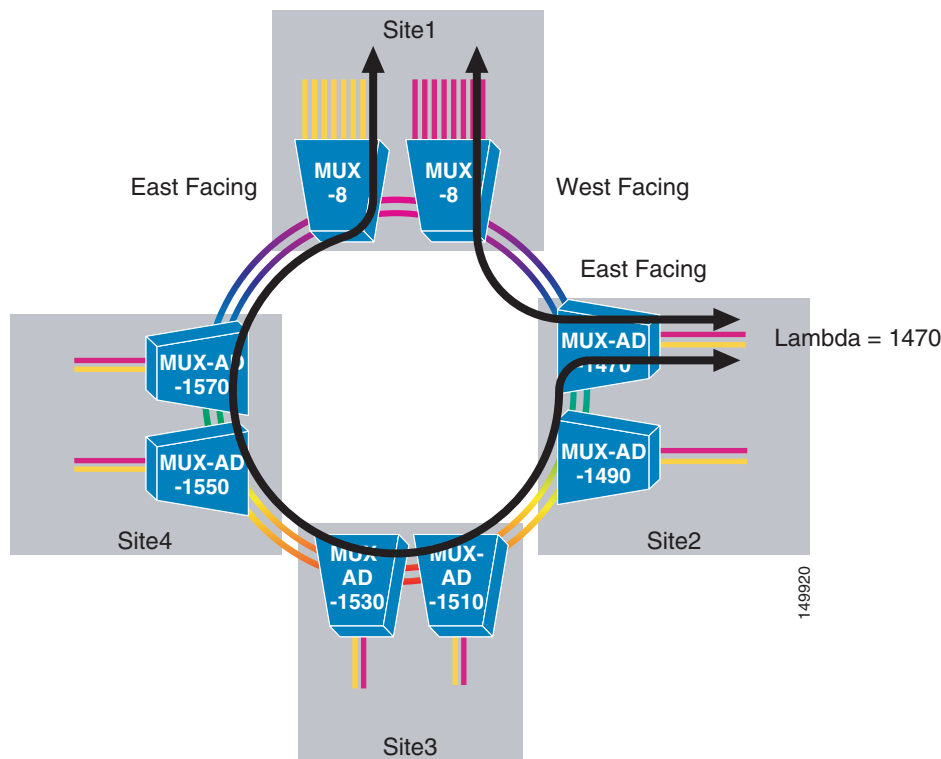 Site1
MUX
-8
MUX
-8
East Facing
West Facing
East Facing
Lambda = 1470
MUX-AD
-1470
MUX-AD
-1570
MUX-AD
-1490
MUX-AD
-1550
Site4
Site2
MUX
AD
-1530
MUX-
AD
-1510
149920
Site3